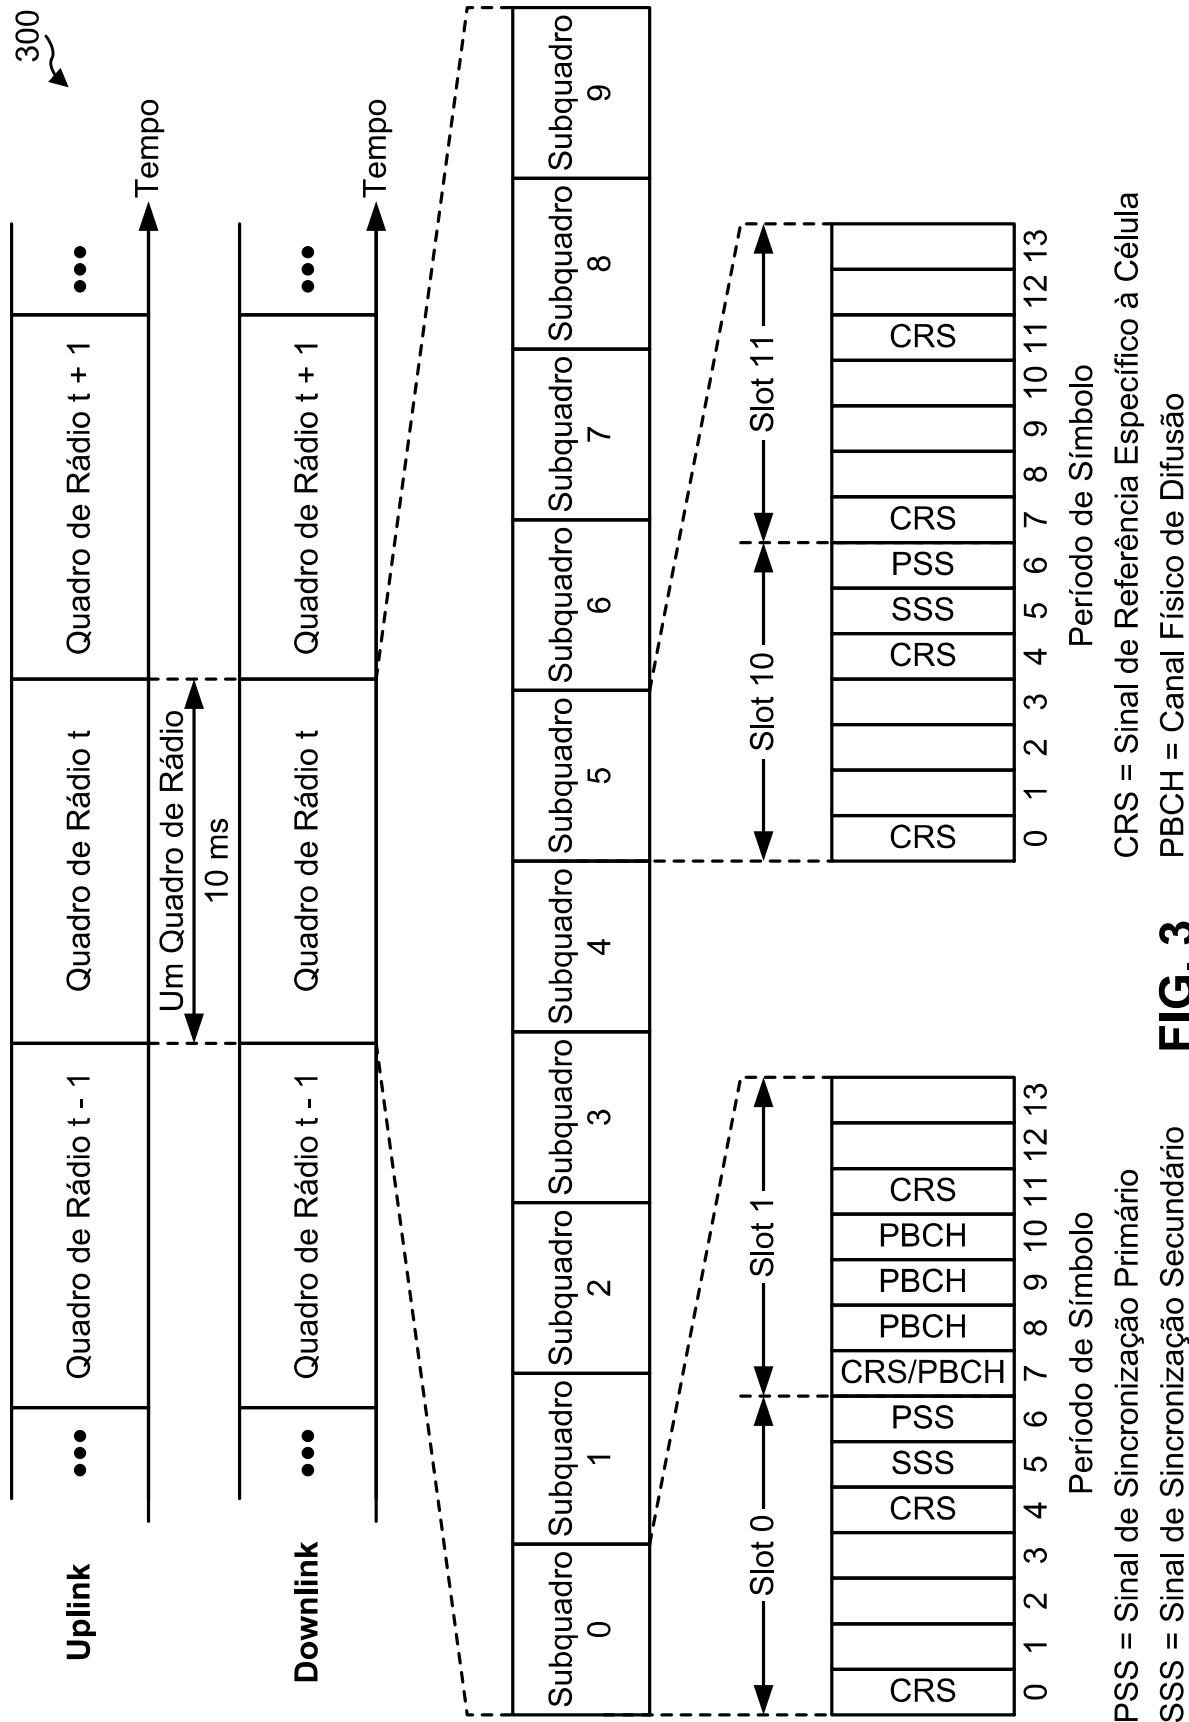 300
Uplink
Quadro de Rádio t - 1
Quadro de Rádio t
Quadro de Rádio t + 1
Tempo
Um Quadro de Rádio
10 ms
Downlink
Quadro de Rádio t - 1
Quadro de Rádio t
Quadro de Rádio t + 1
Tempo
Subquadro 0
Subquadro 1
Subquadro 2
Subquadro 3
Subquadro 4
Subquadro 5
Subquadro 6
Subquadro 7
Subquadro 8
Subquadro 9
Slot 0
Slot 1
CRS CRS SSS PSS CRS/PBCH PBCH PBCH PBCH CRS
0 1 2 3 4 5 6 7 8 9 10 11 12 13
Período de Símbolo
Slot 10
Slot 11
CRS CRS SSS PSS CRS CRS
0 1 2 3 4 5 6 7 8 9 10 11 12 13
Período de Símbolo
PSS = Sinal de Sincronização Primário
SSS = Sinal de Sincronização Secundário
CRS = Sinal de Referência Específico à Célula
PBCH = Canal Físico de Difusão
FIG. 3